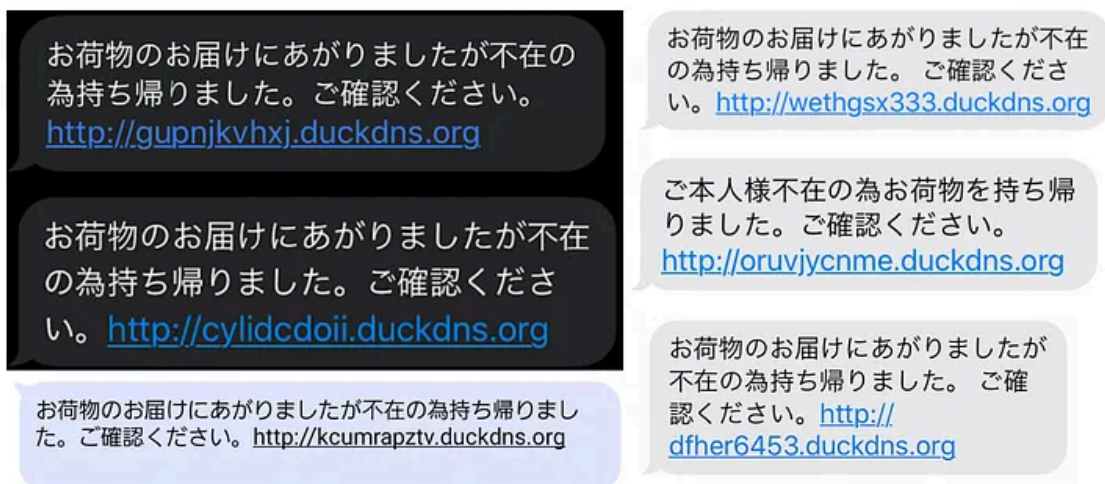 お荷物のお届けにあがりましたが不在の
為持ち帰りました。ご確認ください。
http://gupnjkvhxj.duckdns.org
お荷物のお届けにあがりましたが不在
の為持ち帰りました。ご確認くださ
い。http://cylidcdoii.duckdns.org
お荷物のお届けにあがりましたが不在の為持ち帰りまし
た。ご確認ください。http://kcumrapztv.duckdns.org
お荷物のお届けにあがりましたが不在
の為持ち帰りました。 ご確認くださ
い。http://wethgsx333.duckdns.org
ご本人様不在の為お荷物を持ち帰
りました。ご確認ください。
http://oruvjycnme.duckdns.org
お荷物のお届けにあがりましたが
不在の為持ち帰りました。 ご確
認ください。http://
dfher6453.duckdns.org